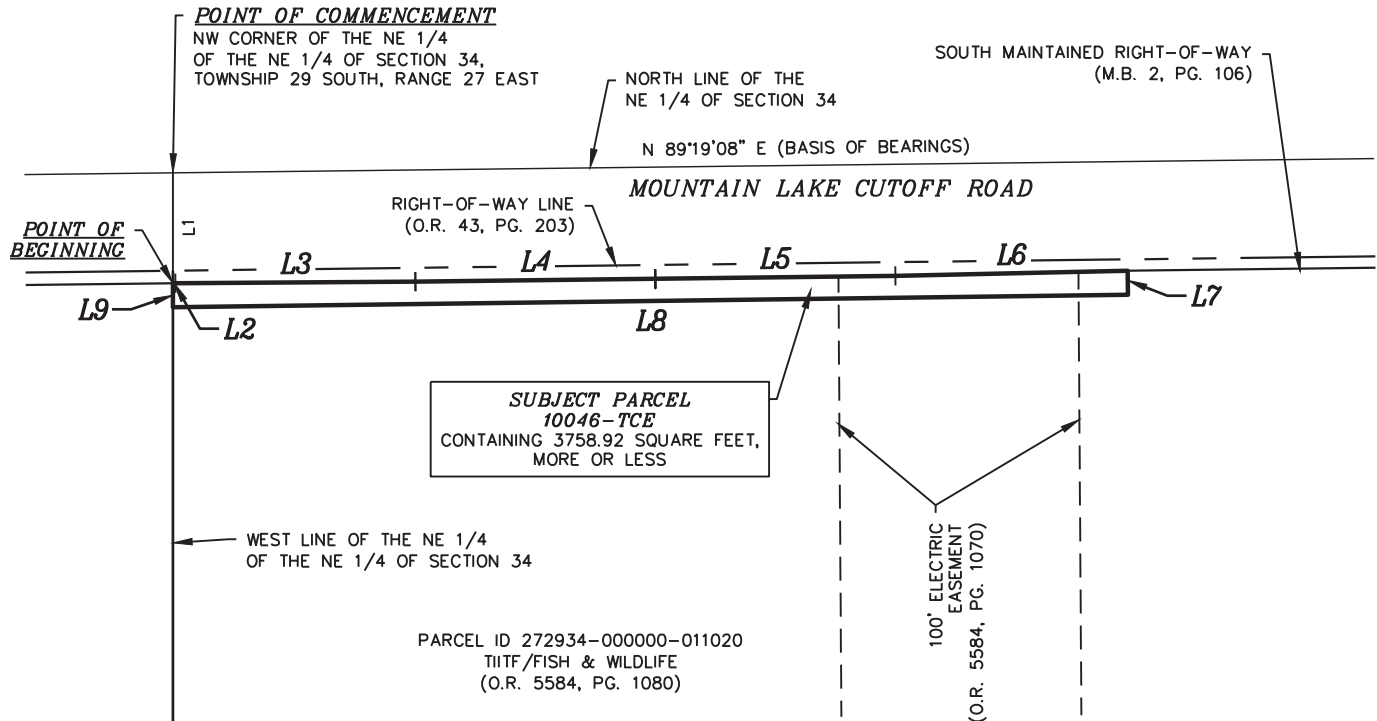 POINT OF COMMENCEMENT
NW CORNER OF THE NE 1/4
OF THE NE 1/4 OF SECTION 34,
TOWNSHIP 29 SOUTH, RANGE 27 EAST
NORTH LINE OF THE
NE 1/4 OF SECTION 34
SOUTH MAINTAINED RIGHT-OF-WAY
(M.B. 2, PG. 106)
N 89°19'08" E (BASIS OF BEARINGS)
MOUNTAIN LAKE CUTOFF ROAD
RIGHT-OF-WAY LINE
(O.R. 43, PG. 203)
L1
POINT OF
BEGINNING
L3
L4
L5
L6
L9
L2
L8
L7
SUBJECT PARCEL
10046-TCE
CONTAINING 3758.92 SQUARE FEET,
MORE OR LESS
WEST LINE OF THE NE 1/4
OF THE NE 1/4 OF SECTION 34
100' ELECTRIC
EASEMENT
(O.R. 5584, PG. 1070)
PARCEL ID 272934-000000-011020
TIITF/FISH & WILDLIFE
(O.R. 5584, PG. 1080)